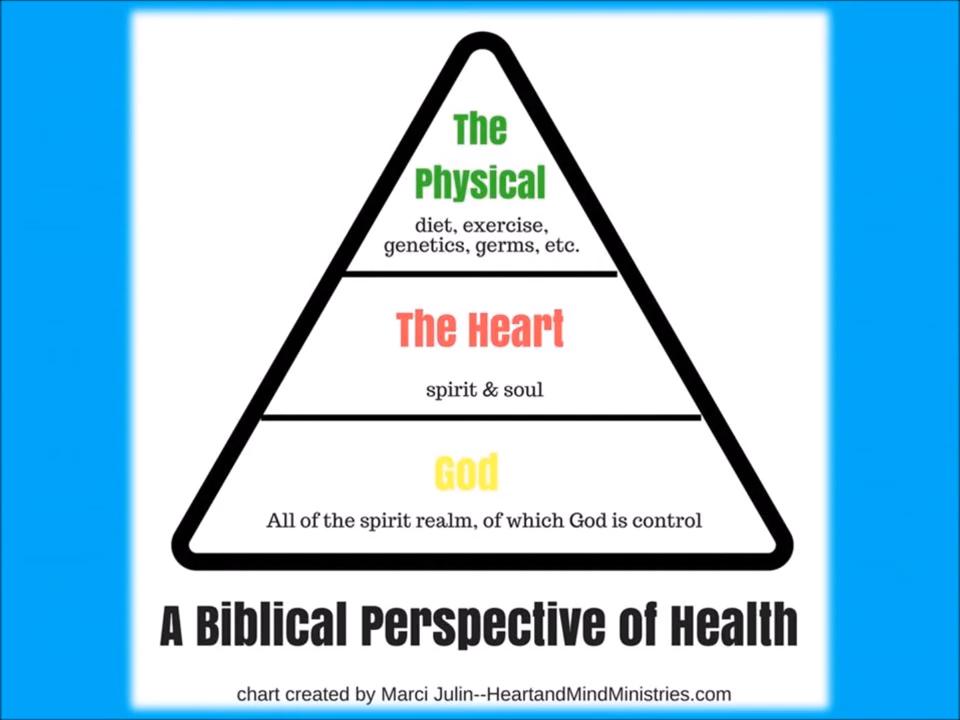 The
Physical
diet, exercise,
genetics, germs, etc.
The Heart
spirit & soul
God
All of the spirit realm, of which God is control
A Biblical Perspective of Health
chart created by Marci Julin--HeartandMindMinistries.com